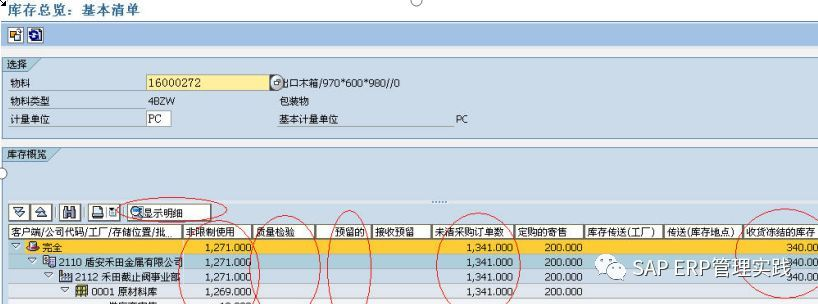 库存总览：基本清单
选择
物料 16000272 出口木箱/970*600*980//0
物料类型 4BZW 包装物
计量单位 PC 基本计量单位 PC
库存概览
显示明细
客户端/公司代码/工厂/存储位置/批.. 非限制使用 质量检验 预留的 接收预留 未清采购订单数 定购的寄售 库存传送(工厂) 传送(库存地点) 收货冻结的库存
完全 1,271.000 1,341.000 200.000 340.00
2110 盾安禾田金属有限公司 1,271.000 1,341.000 200.000 340.00
2112 禾田截止阀事业部 1,271.000 1,341.000 200.000 340.00
0001 原材料库 1,269.000 1,341.000 200.000 340.00
SAP ERP管理实践